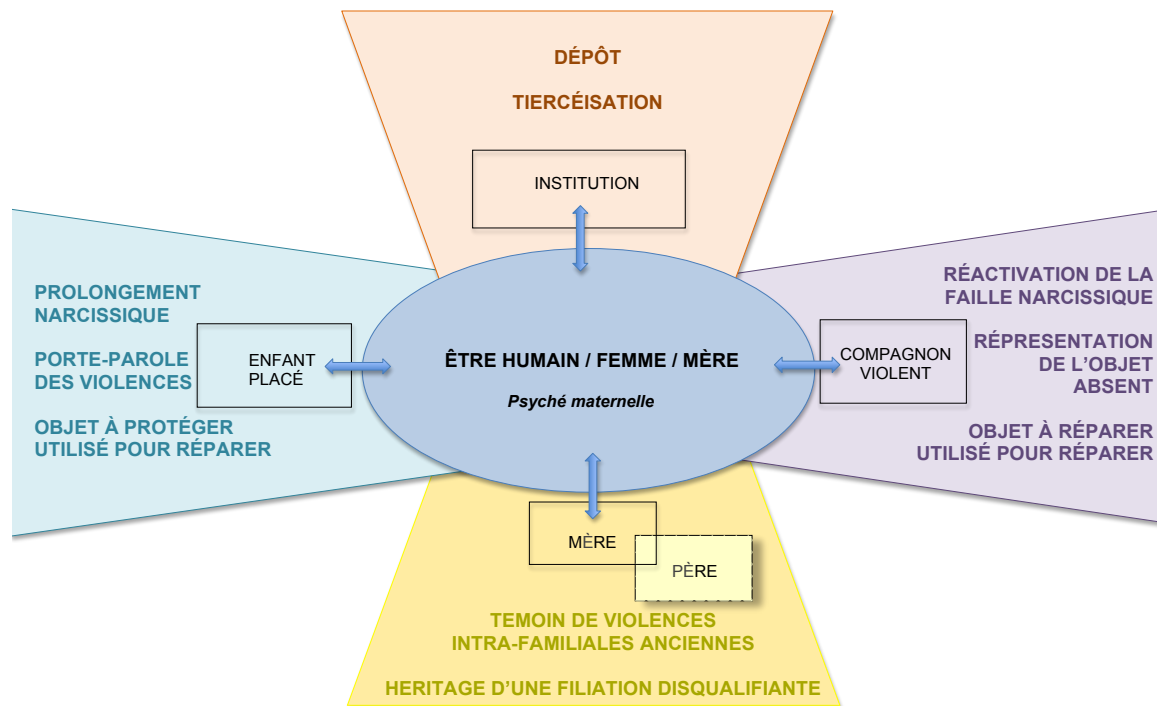 DÉPÔT
TIERCÉISATION
INSTITUTION
PROLONGEMENT
NARCISSIQUE
PORTE-PAROLE
DES VIOLENCES
OBJET À PROTÉGER
UTILISÉ POUR RÉPARER
ENFANT
PLACÉ
ÊTRE HUMAIN / FEMME / MÈRE
Psyché maternelle
COMPAGNON
VIOLENT
RÉACTIVATION DE LA
FAILLE NARCISSIQUE
RÉPRESENTATION
DE L’OBJET
ABSENT
OBJET À RÉPARER
UTILISÉ POUR RÉPARER
MÈRE
PÈRE
TEMOIN DE VIOLENCES
INTRA-FAMILIALES ANCIENNES
HERITAGE D’UNE FILIATION DISQUALIFIANTE